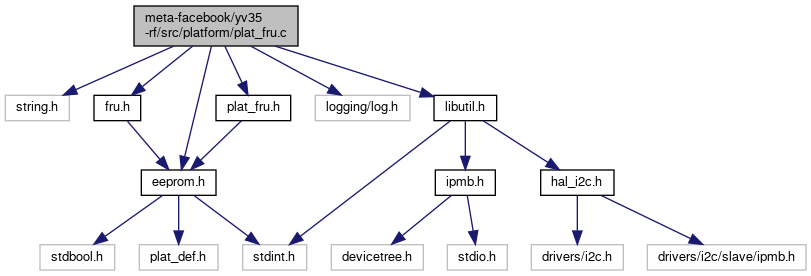 meta-facebook/yv35
-rf/src/platform/plat_fru.c
string.h
fru.h
plat_fru.h
logging/log.h
libutil.h
eeprom.h
ipmb.h
hal_i2c.h
stdbool.h
plat_def.h
stdint.h
devicetree.h
stdio.h
drivers/i2c.h
drivers/i2c/slave/ipmb.h